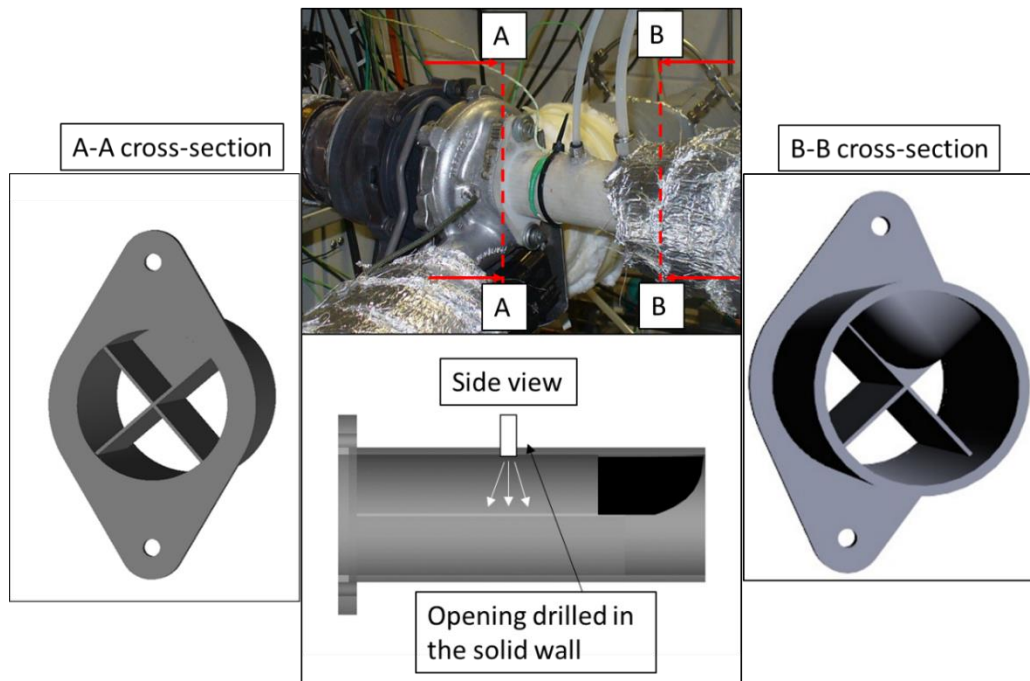 A-A cross-section
A
B
A
B
B-B cross-section
Side view
Opening drilled in
the solid wall